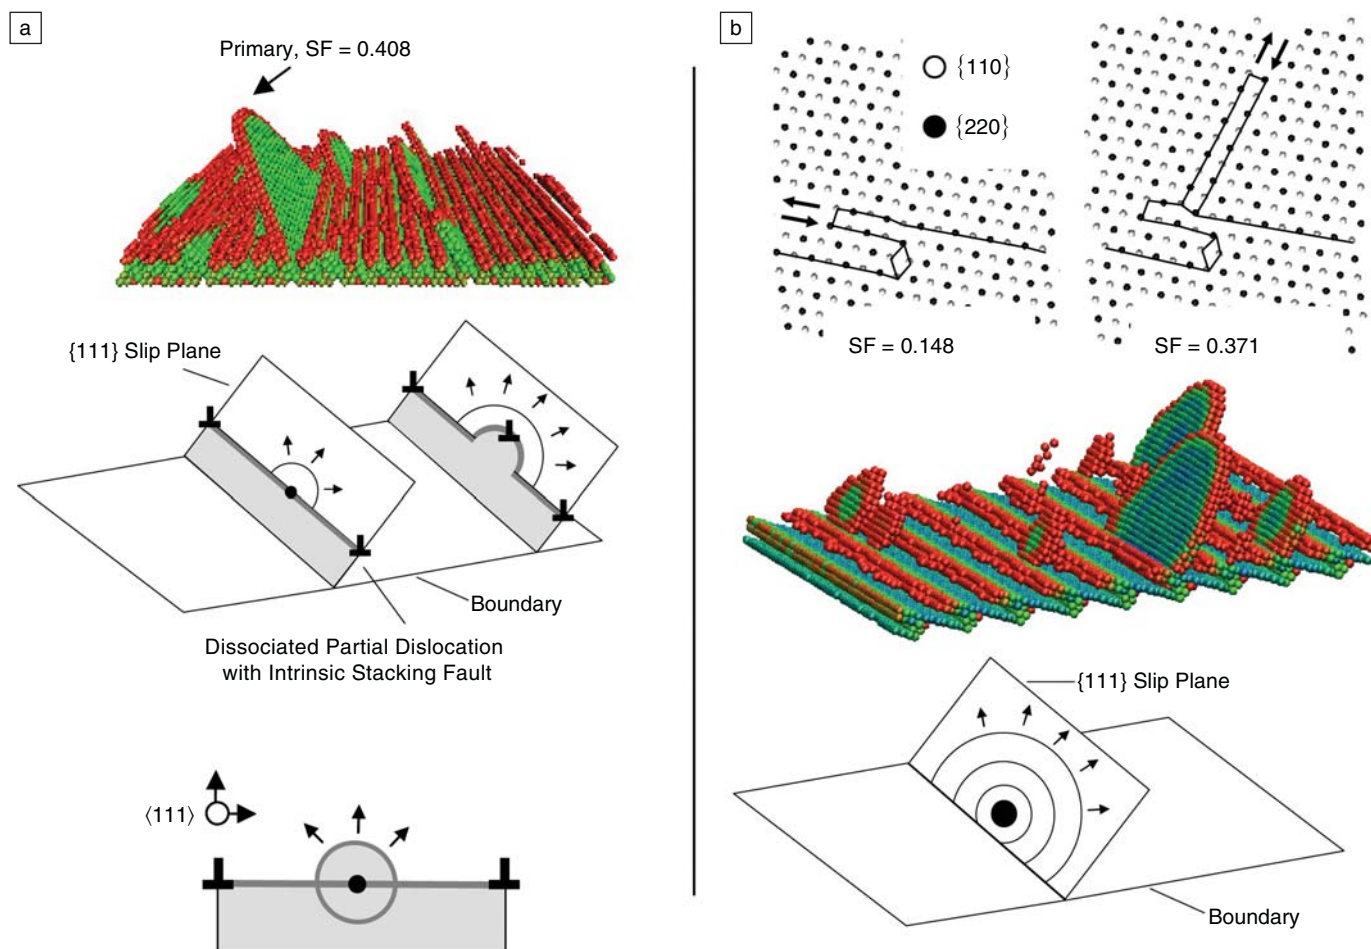 a
Primary, SF = 0.408
{111} Slip Plane
Boundary
Dissociated Partial Dislocation
with Intrinsic Stacking Fault
⟨111⟩
b
{110}
{220}
SF = 0.148
SF = 0.371
{111} Slip Plane
Boundary